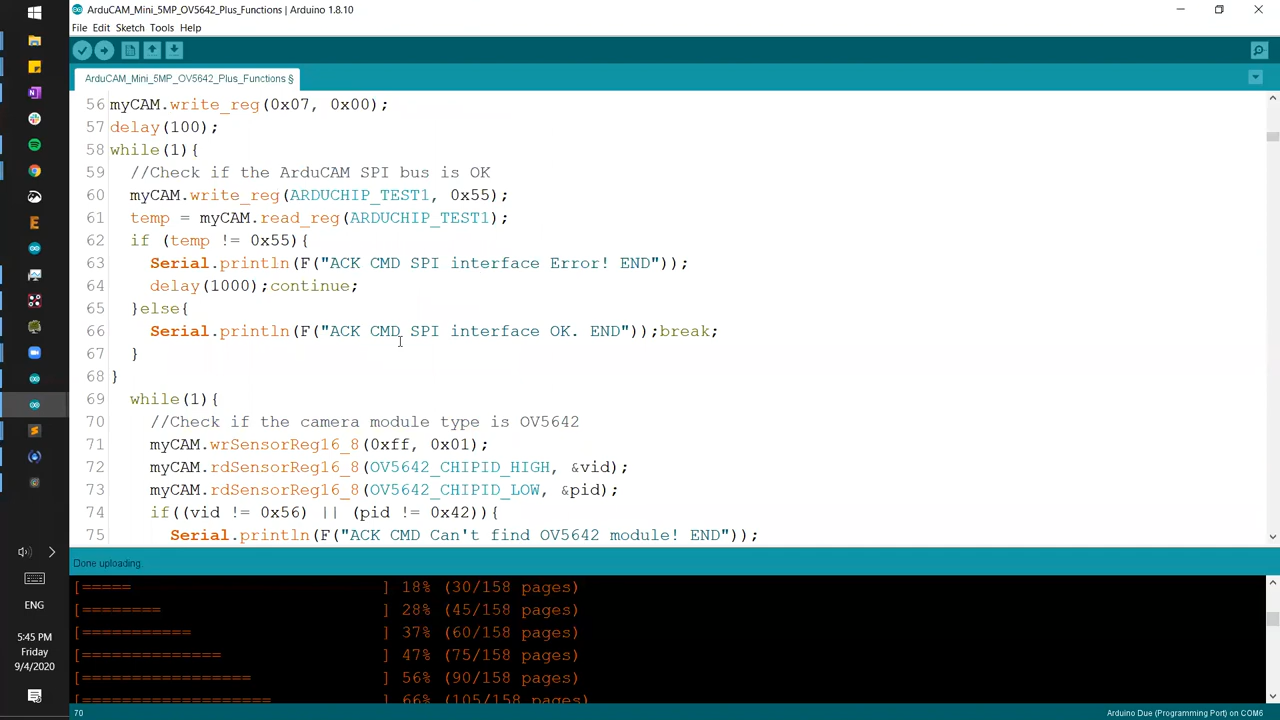 ArduCAM_Mini_5MP_OV5642_Plus_Functions | Arduino 1.8.10
File Edit Sketch Tools Help
ArduCAM_Mini_5MP_OV5642_Plus_Functions §
56 myCAM.write_reg(0x07, 0x00);
57 delay(100);
58 while(1){
59 //Check if the ArduCAM SPI bus is OK
60 myCAM.write_reg(ARDUCHIP_TEST1, 0x55);
61 temp = myCAM.read_reg(ARDUCHIP_TEST1);
62 if (temp != 0x55){
63 Serial.println(F("ACK CMD SPI interface Error! END"));
64 delay(1000);continue;
65 }else{
66 Serial.println(F("ACK CMD SPI interface OK. END"));break;
67 }
68 }
69 while(1){
70 //Check if the camera module type is OV5642
71 myCAM.wrSensorReg16_8(0xff, 0x01);
72 myCAM.rdSensorReg16_8(OV5642_CHIPID_HIGH, &vid);
73 myCAM.rdSensorReg16_8(OV5642_CHIPID_LOW, &pid);
74 if((vid != 0x56) || (pid != 0x42)){
75 Serial.println(F("ACK CMD Can't find OV5642 module! END"));
Done uploading.
[===== ] 18% (30/158 pages)
[======== ] 28% (45/158 pages)
[=========== ] 37% (60/158 pages)
[============== ] 47% (75/158 pages)
[================= ] 56% (90/158 pages)
[=================== ] 66% (105/158 pages)
70
Arduino Due (Programming Port) on COM6
ENG
5:45 PM
Friday
9/4/2020